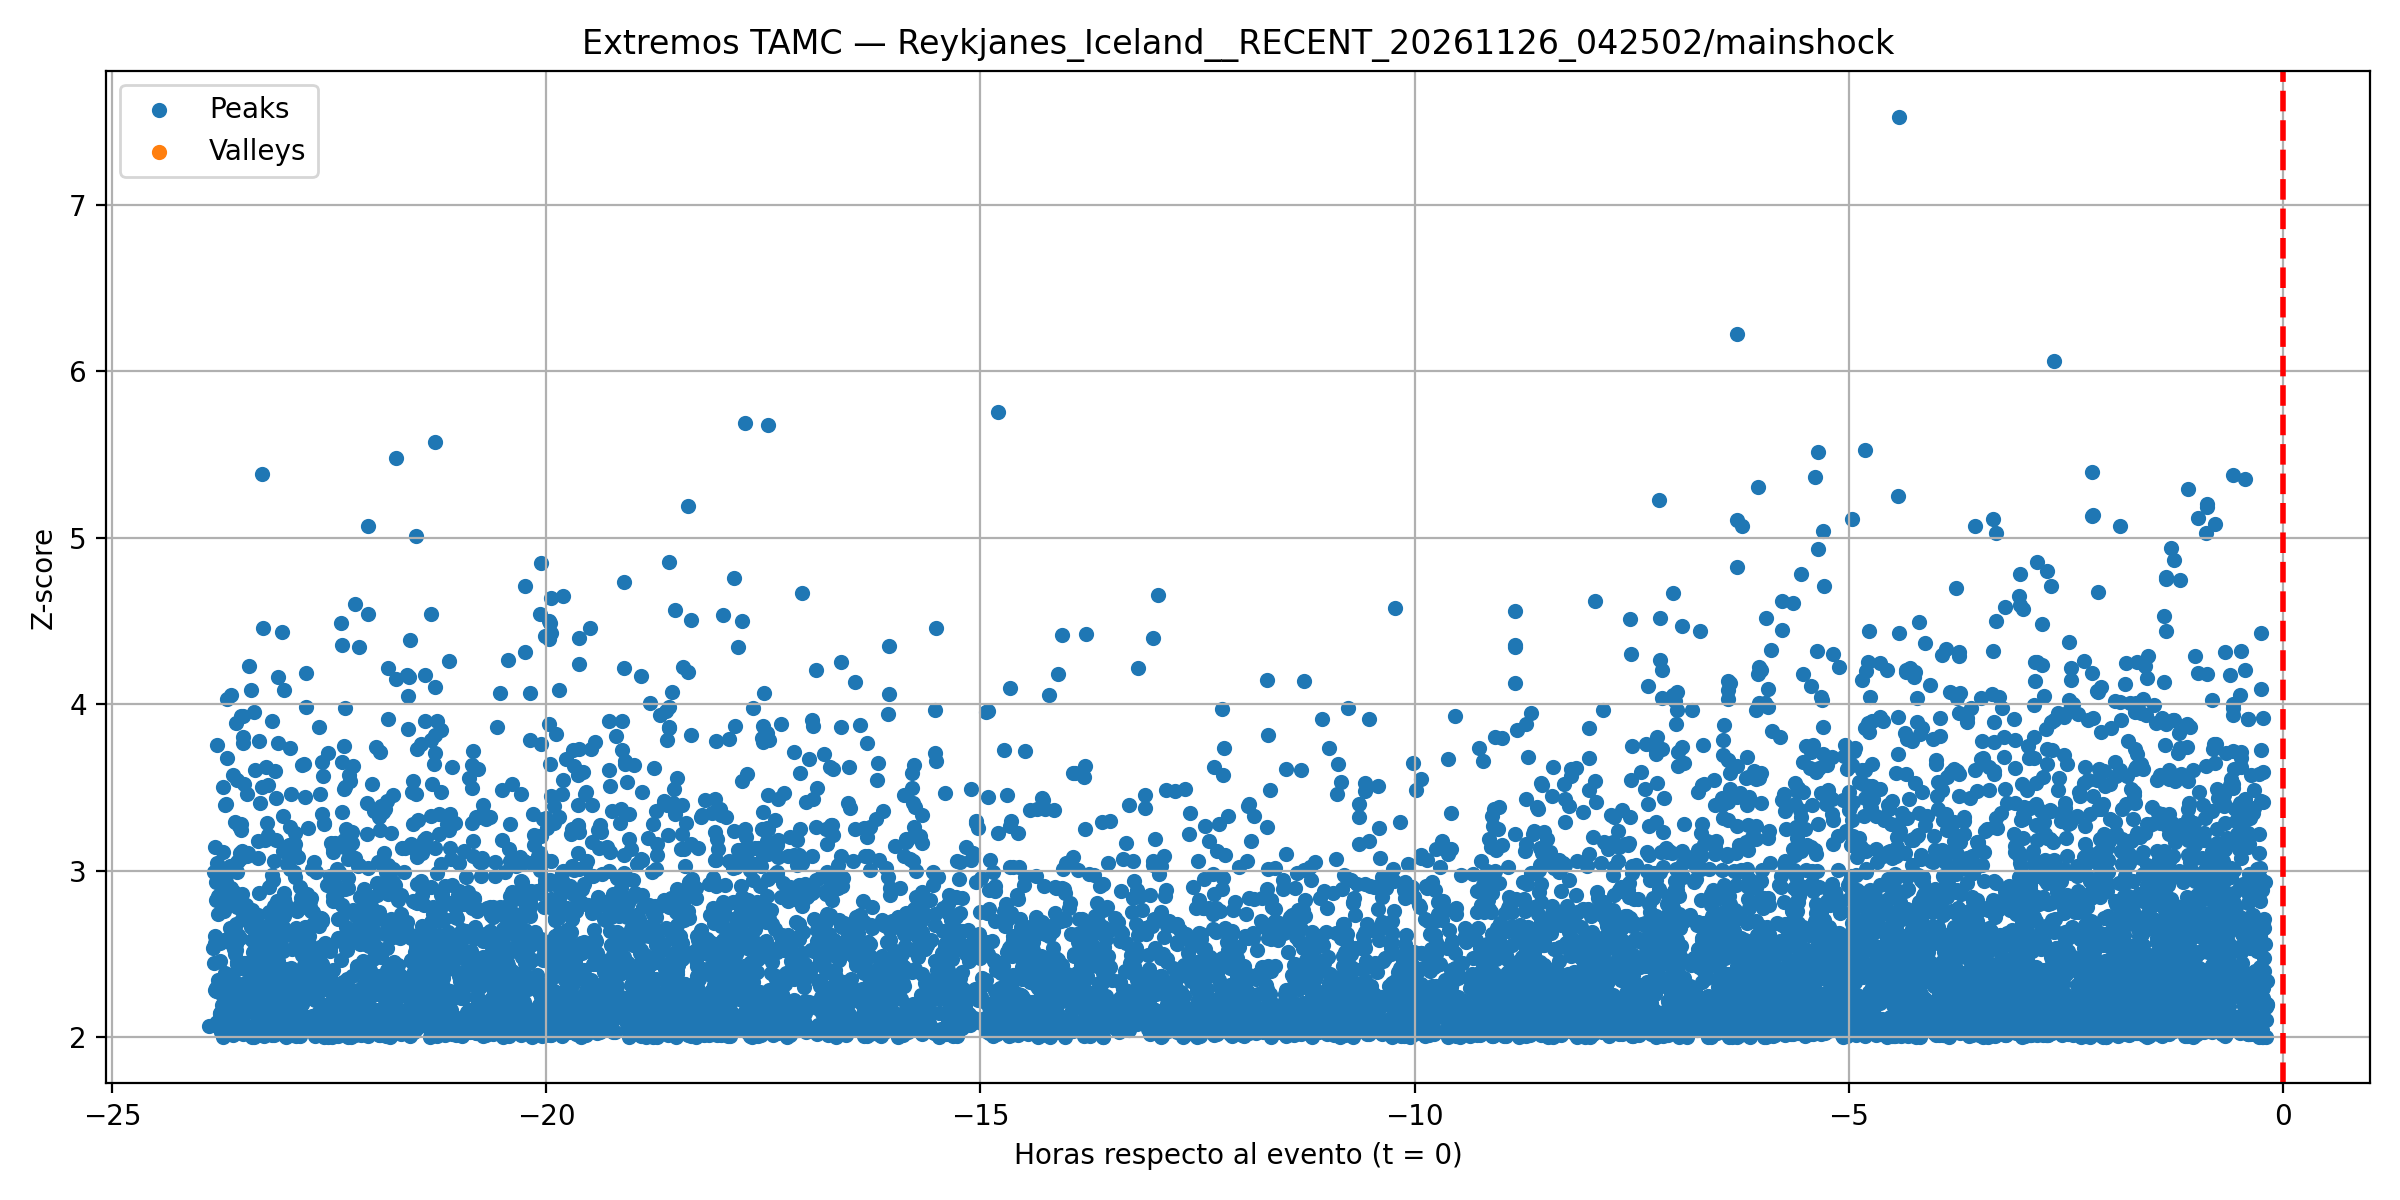 Extremos TAMC — Reykjanes_Iceland__RECENT_20261126_042502/mainshock
Peaks
Valleys
7
6
5
4
3
2
Z-score
−25
−20
−15
−10
−5
0
Horas respecto al evento (t = 0)